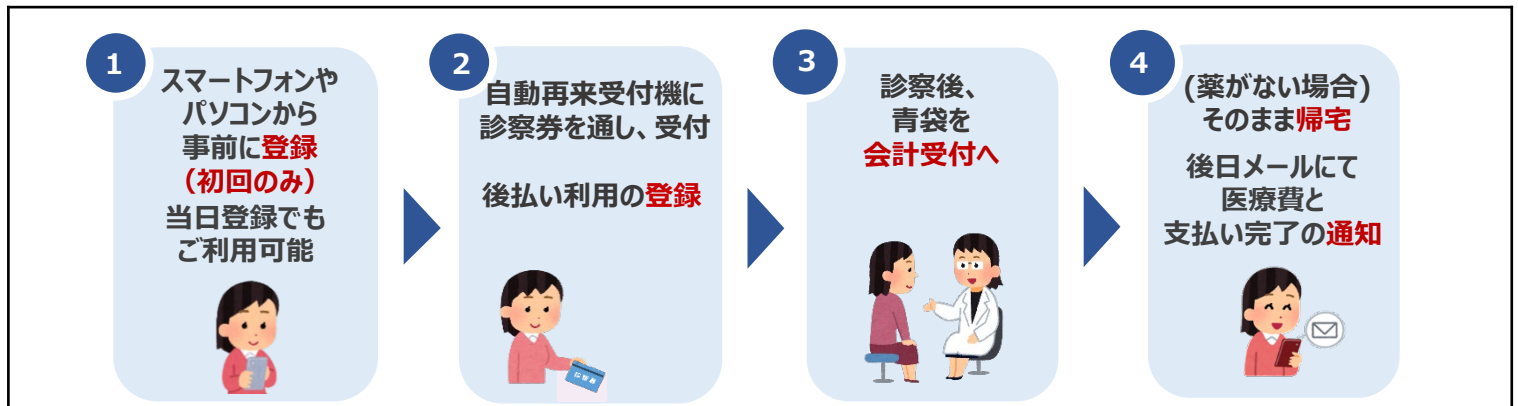 1
スマートフォンや
パソコンから
事前に登録
（初回のみ）
当日登録でも
ご利用可能
2
自動再来受付機に
診察券を通し、受付
後払い利用の登録
診察券
3
診察後、
青袋を
会計受付へ
4
(薬がない場合)
そのまま帰宅
後日メールにて
医療費と
支払い完了の通知